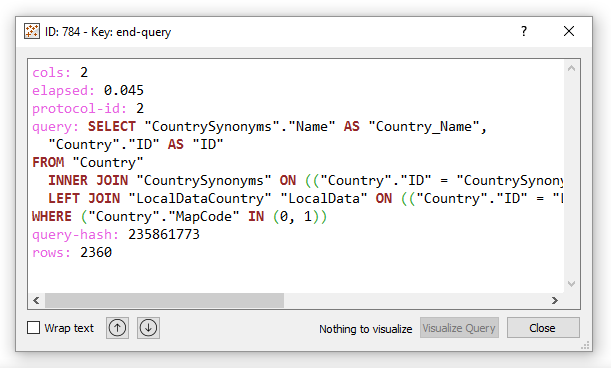 ID: 784 - Key: end-query
cols: 2
elapsed: 0.045
protocol-id: 2
query: SELECT "CountrySynonyms"."Name" AS "Country_Name",
"Country"."ID" AS "ID"
FROM "Country"
INNER JOIN "CountrySynonyms" ON (("Country"."ID" =
LEFT JOIN "LocalDataCountry" "LocalData" ON (("Country"."ID" =
WHERE ("Country"."MapCode" IN (0, 1))
query-hash: 235861773
rows: 2360
Wrap text
Nothing to visualize
Visualize Query
Close